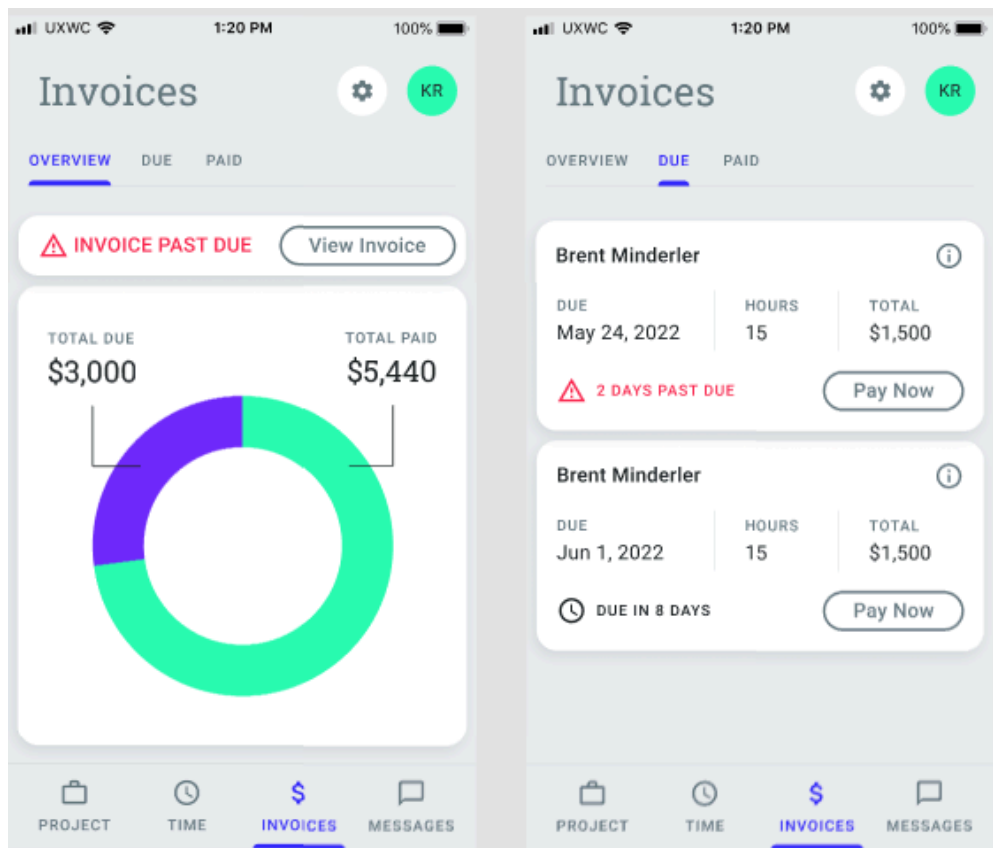 UXWC 1:20 PM 100%
Invoices KR
OVERVIEW DUE PAID
INVOICE PAST DUE View Invoice
TOTAL DUE TOTAL PAID
$3,000 $5,440
PROJECT TIME INVOICES MESSAGES
UXWC 1:20 PM 100%
Invoices KR
OVERVIEW DUE PAID
Brent Minderler
DUE HOURS TOTAL
May 24, 2022 15 $1,500
2 DAYS PAST DUE Pay Now
Brent Minderler
DUE HOURS TOTAL
Jun 1, 2022 15 $1,500
DUE IN 8 DAYS Pay Now
PROJECT TIME INVOICES MESSAGES